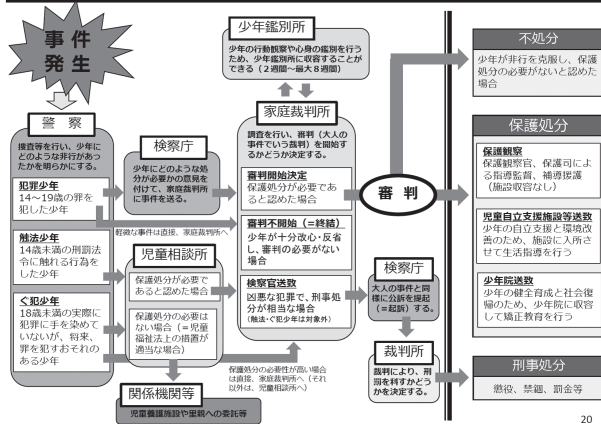 事件
発生
警 察
捜査等を行い、少年に
どのような非行があっ
たかを明らかにする。
犯罪少年
14~19歳の罪を
犯した少年
触法少年
14歳未満の刑罰法
令に触れる行為を
した少年
ぐ犯少年
18歳未満の実際に
犯罪に手を染めて
いないが、将来、
罪を犯すおそれの
ある少年
検察庁
少年にどのような処
分が必要かの意見を
付けて、家庭裁判所
に事件を送る。
軽微な事件は直接、家庭裁判所へ
児童相談所
保護処分が必要で
あると認めた場合
保護処分の必要は
ない場合(=児童
福祉法上の措置が
適当な場合)
関係機関等
児童養護施設や里親への委託等
保護処分の必要性が高い場合
は直接、家庭裁判所へ(それ
以外は、児童相談所へ)
少年鑑別所
少年の行動観察や心身の鑑別を行う
ため、少年鑑別所に収容することが
できる(2週間~最大8週間)
家庭裁判所
調査を行い、審判(大人の
事件でいう裁判)を開始す
るかどうか決定する。
審判開始決定
保護処分が必要であ
ると認めた場合
審判不開始(=終結)
少年が十分改心・反省
し、審判の必要がない
場合
検察官送致
凶悪な犯罪で、刑事処
分が相当な場合
(触法・ぐ犯少年は対象外)
審 判
検察庁
大人の事件と同
様に公訴を提起
(=起訴)する。
裁判所
裁判により、刑
罰を科すかどう
かを決定する。
不処分
少年が非行を克服し、保護
処分の必要がないと認めた
場合
保護処分
保護観察
保護観察官、保護司によ
る指導監督、補導援護
(施設収容なし)
児童自立支援施設等送致
少年の自立支援と環境改
善のため、施設に入所さ
せて生活指導を行う
少年院送致
少年の健全育成と社会復
帰のため、少年院に収容
して矯正教育を行う
刑事処分
懲役、禁錮、罰金等
20